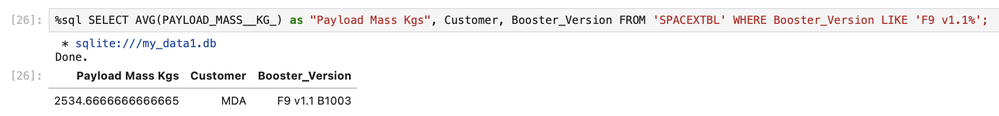 [26]: %sql SELECT AVG(PAYLOAD_MASS__KG_) as "Payload Mass Kgs", Customer, Booster_Version FROM 'SPACEXTBL' WHERE Booster_Version LIKE 'F9 v1.1%';
* sqlite:///my_data1.db
Done.
[26]: Payload Mass Kgs Customer Booster_Version
2534.6666666666665 MDA F9 v1.1 B1003